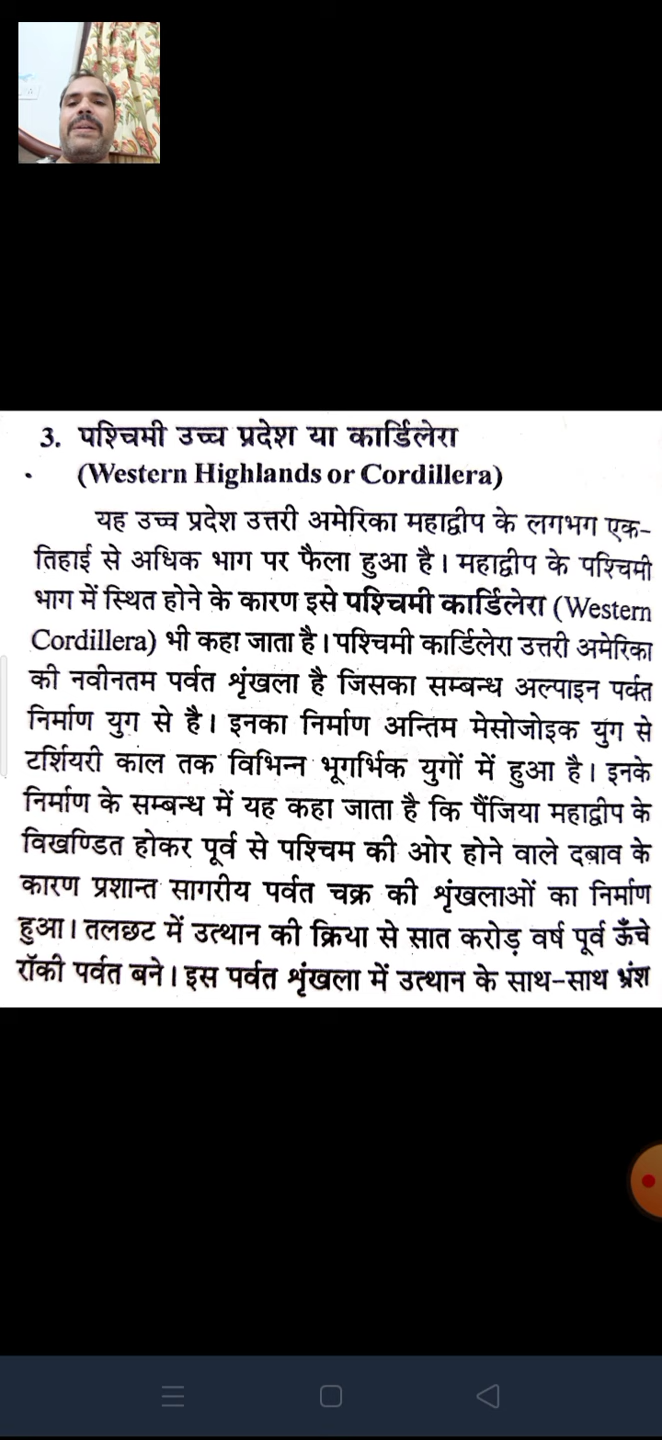 3. पश्चिमी उच्च प्रदेश या कार्डिलेरा
(Western Highlands or Cordillera)
यह उच्च प्रदेश उत्तरी अमेरिका महाद्वीप के लगभग एक-
तिहाई से अधिक भाग पर फैला हुआ है। महाद्वीप के पश्चिमी
भाग में स्थित होने के कारण इसे पश्चिमी कार्डिलेरा (Western
Cordillera) भी कहा जाता है। पश्चिमी कार्डिलेरा उत्तरी अमेरिका
की नवीनतम पर्वत शृंखला है जिसका सम्बन्ध अल्पाइन पर्वत
निर्माण युग से है। इनका निर्माण अन्तिम मेसोजोइक युग से
टर्शियरी काल तक विभिन्न भूगर्भिक युगों में हुआ है। इनके
निर्माण के सम्बन्ध में यह कहा जाता है कि पैंजिया महाद्वीप के
विखण्डित होकर पूर्व से पश्चिम की ओर होने वाले दबाव के
कारण प्रशान्त सागरीय पर्वत चक्र की शृंखलाओं का निर्माण
हुआ। तलछट में उत्थान की क्रिया से सात करोड़ वर्ष पूर्व ऊँचे
रॉकी पर्वत बने। इस पर्वत शृंखला में उत्थान के साथ-साथ भ्रंश